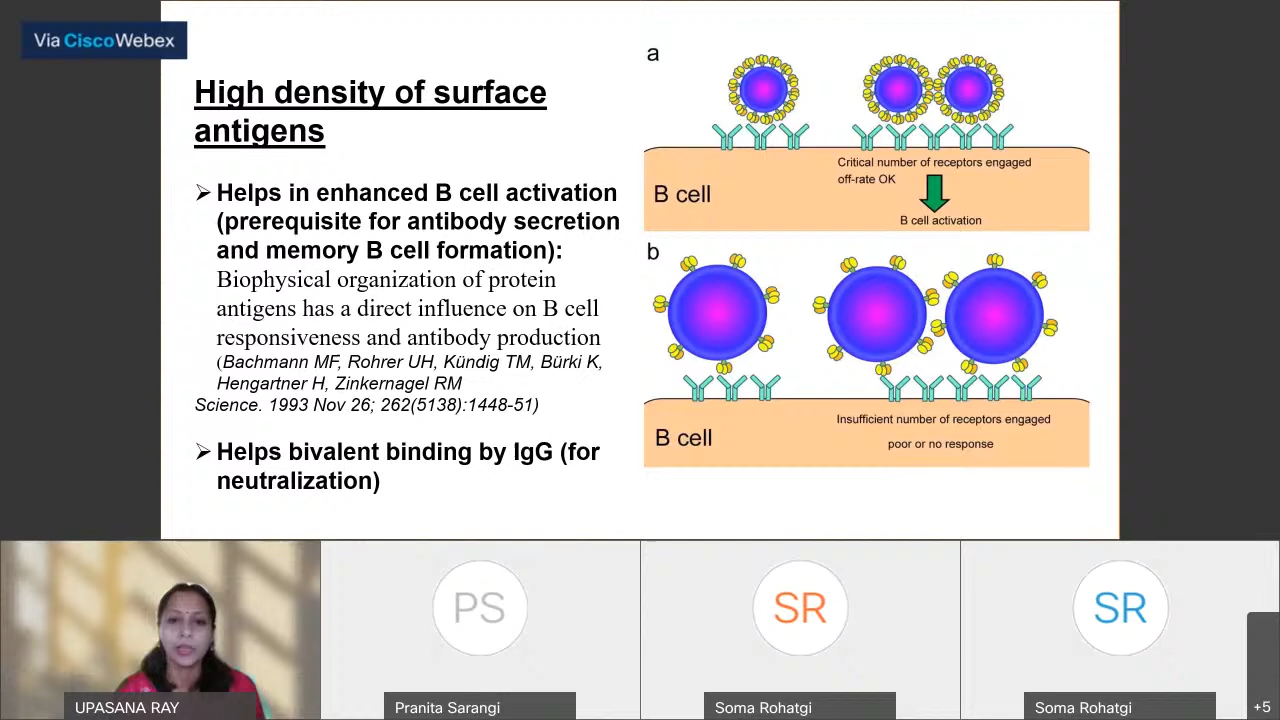 Via CiscoWebex
High density of surface
antigens
➢ Helps in enhanced B cell activation
(prerequisite for antibody secretion
and memory B cell formation):
Biophysical organization of protein
antigens has a direct influence on B cell
responsiveness and antibody production
(Bachmann MF, Rohrer UH, Kündig TM, Bürki K,
Hengartner H, Zinkernagel RM
Science. 1993 Nov 26; 262(5138):1448-51)
➢ Helps bivalent binding by IgG (for
neutralization)
a
Critical number of receptors engaged
off-rate OK
B cell
B cell activation
b
Insufficient number of receptors engaged
B cell
poor or no response
PS
SR
SR
UPASANA RAY
Pranita Sarangi
Soma Rohatgi
Soma Rohatgi
+5